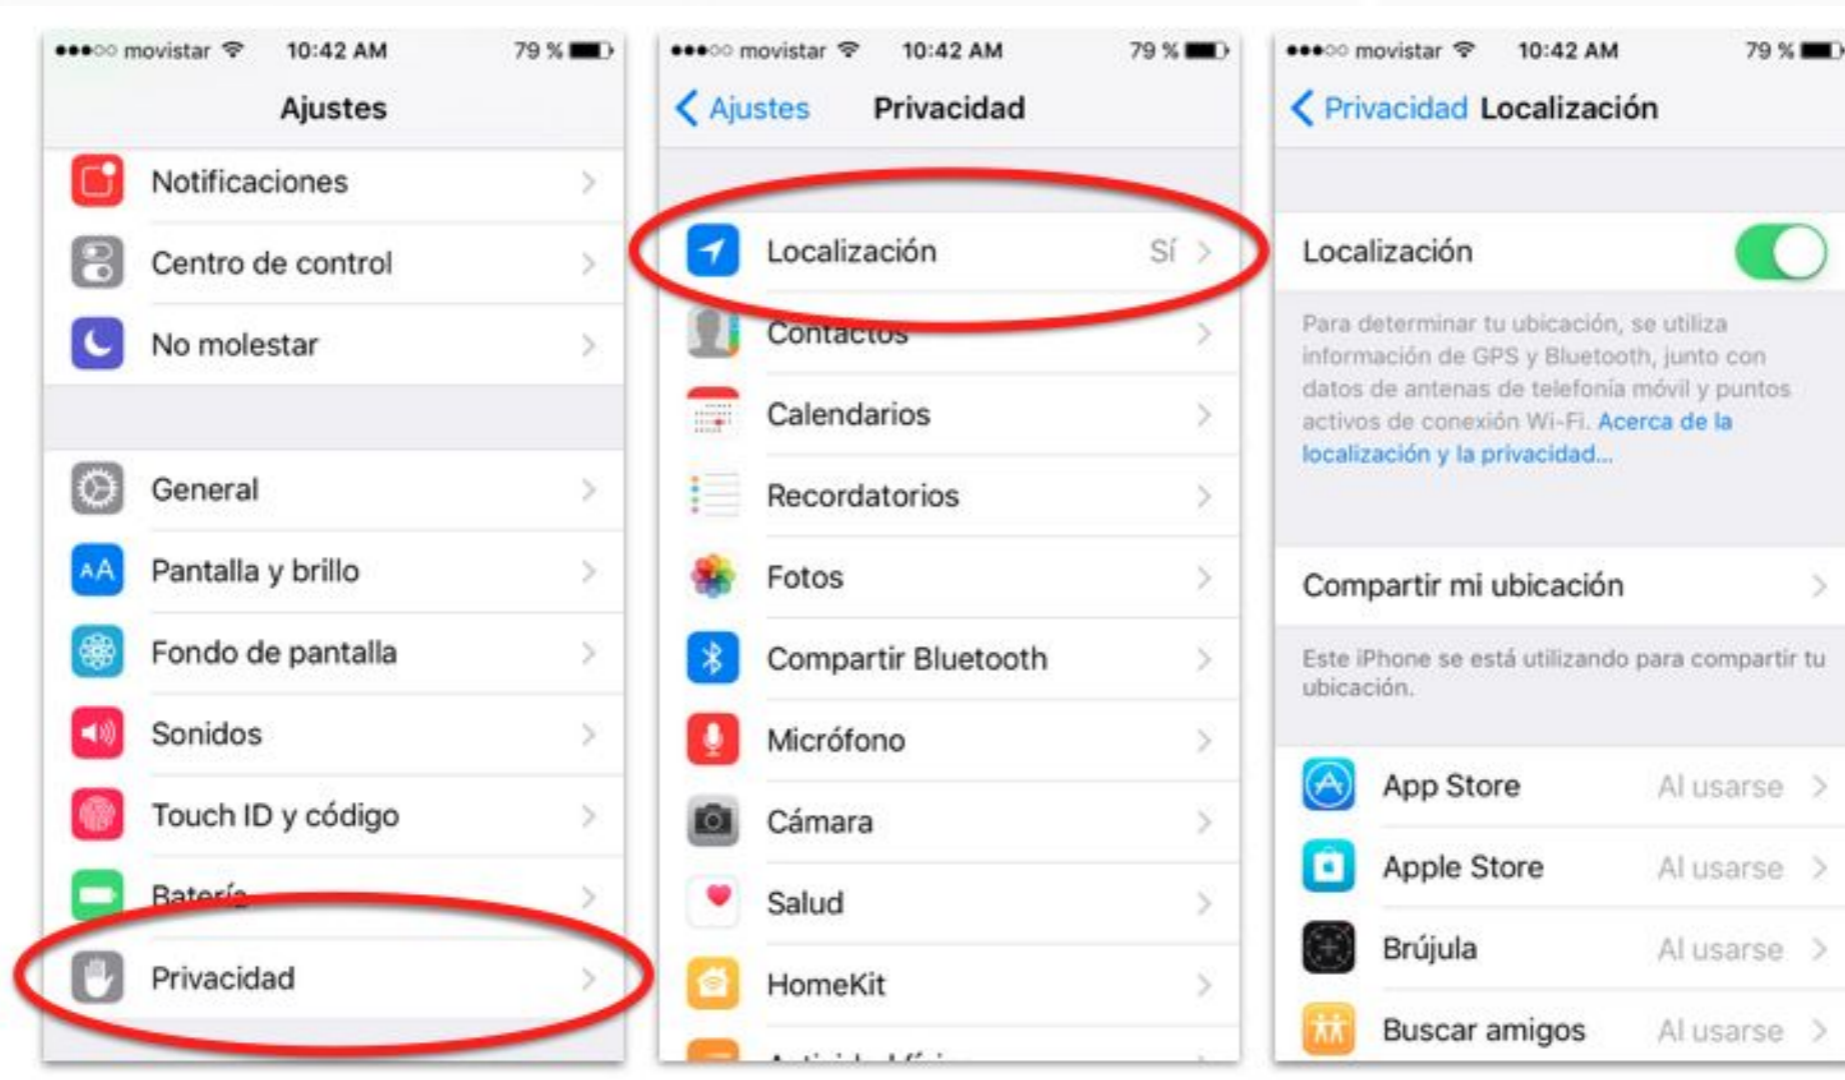 movistar 10:42 AM 79 %
Ajustes
Notificaciones
Centro de control
No molestar
General
Pantalla y brillo
Fondo de pantalla
Sonidos
Touch ID y código
Batería
Privacidad
movistar 10:42 AM 79 %
Ajustes Privacidad
Localización Sí
Contactos
Calendarios
Recordatorios
Fotos
Compartir Bluetooth
Micrófono
Cámara
Salud
HomeKit
movistar 10:42 AM 79 %
Privacidad Localización
Localización
Para determinar tu ubicación, se utiliza
información de GPS y Bluetooth, junto con
datos de antenas de telefonía móvil y puntos
activos de conexión Wi-Fi. Acerca de la
localización y la privacidad...
Compartir mi ubicación
Este iPhone se está utilizando para compartir tu
ubicación.
App Store Al usarse
Apple Store Al usarse
Brújula Al usarse
Buscar amigos Al usarse